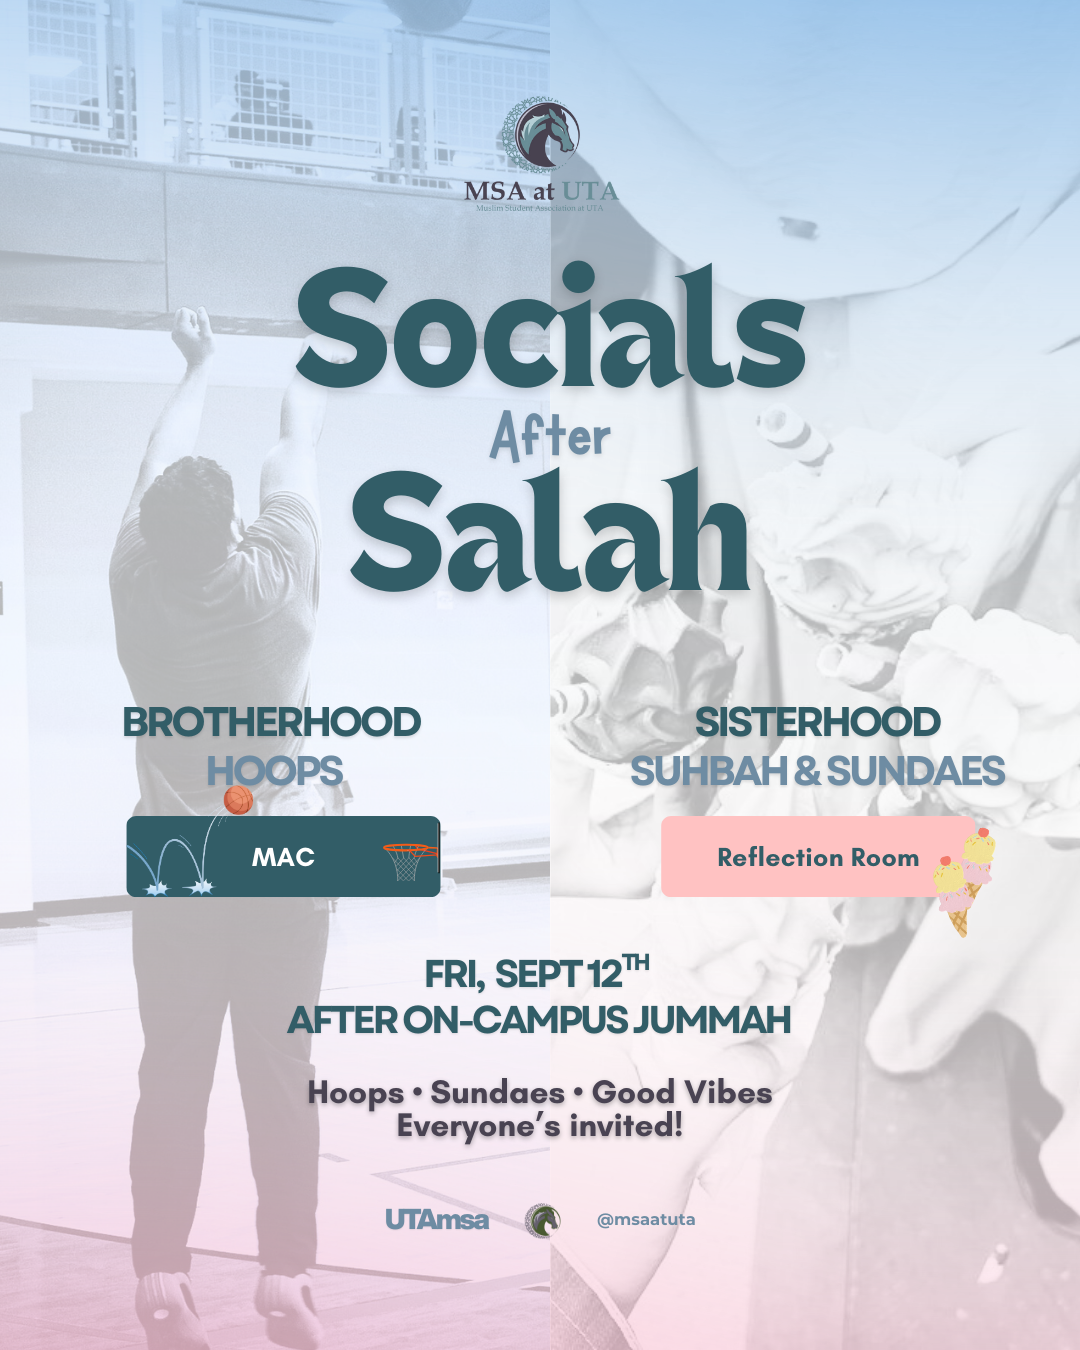 MSA at UTA
Muslim Student Association at UTA
Socials
After
Salah
BROTHERHOOD
HOOPS
MAC
SISTERHOOD
SUHBAH & SUNDAES
Reflection Room
FRI, SEPT 12TH
AFTER ON-CAMPUS JUMMAH
Hoops • Sundaes • Good Vibes
Everyone's invited!
UTAmsa
@msaatuta